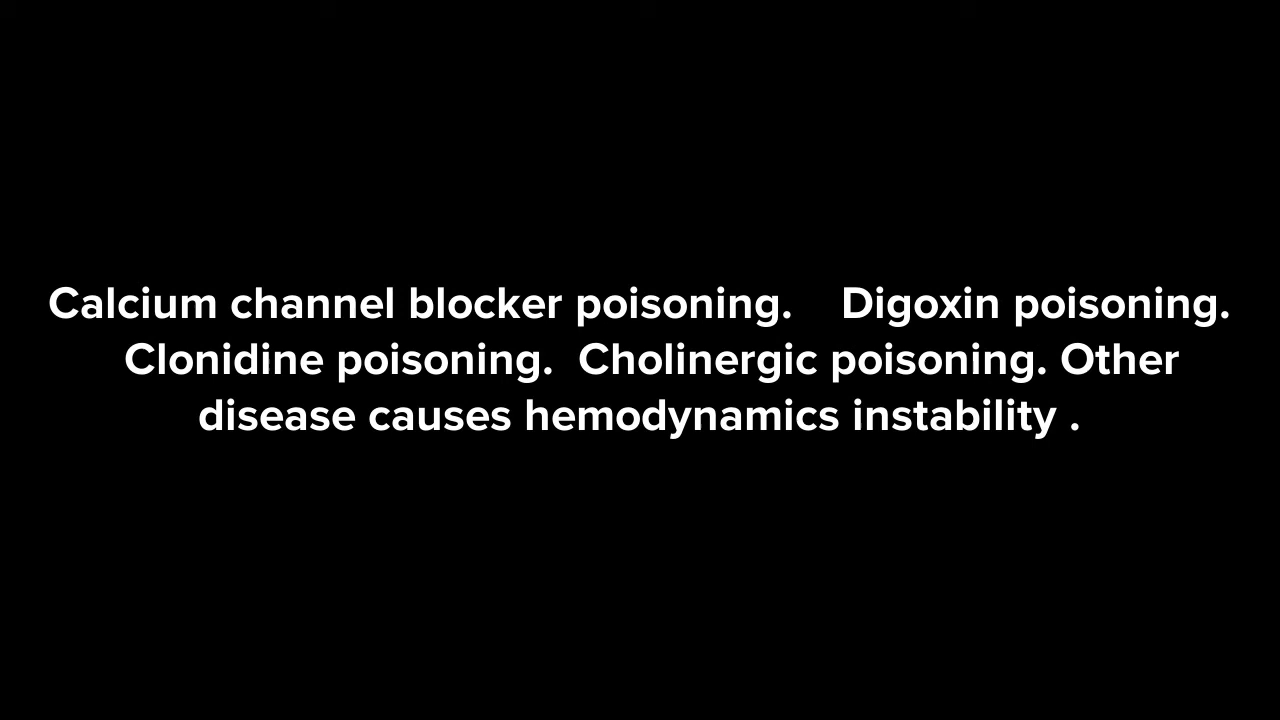 Calcium channel blocker poisoning.    Digoxin poisoning.
Clonidine poisoning.  Cholinergic poisoning. Other
disease causes hemodynamics instability .